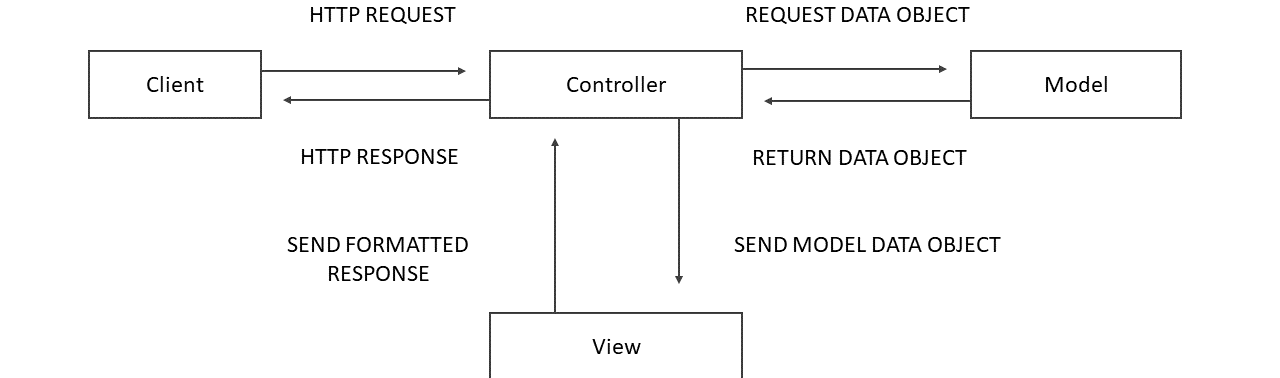 HTTP REQUEST
REQUEST DATA OBJECT
Client
Controller
Model
HTTP RESPONSE
RETURN DATA OBJECT
SEND FORMATTED
RESPONSE
SEND MODEL DATA OBJECT
View